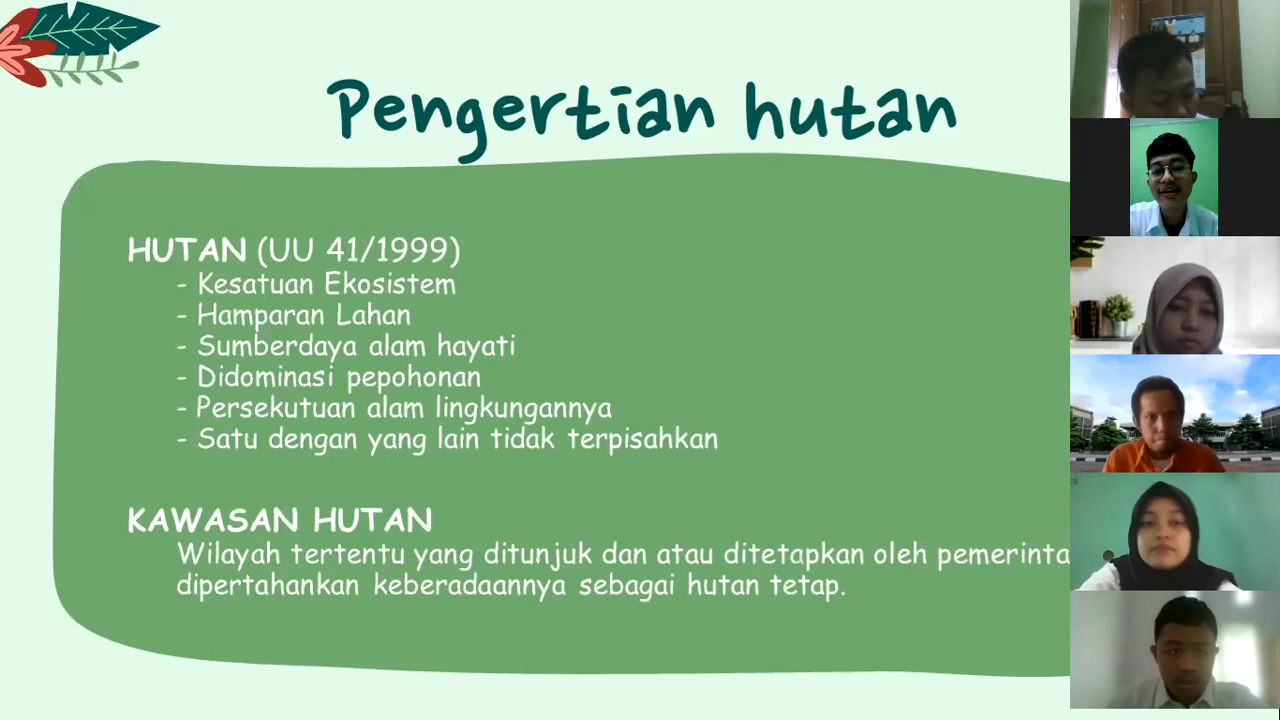 Pengertian hutan
HUTAN (UU 41/1999)
- Kesatuan Ekosistem
- Hamparan Lahan
- Sumberdaya alam hayati
- Didominasi pepohonan
- Persekutuan alam lingkungannya
- Satu dengan yang lain tidak terpisahkan
KAWASAN HUTAN
Wilayah tertentu yang ditunjuk dan atau ditetapkan oleh pemerinta
dipertahankan keberadaannya sebagai hutan tetap.